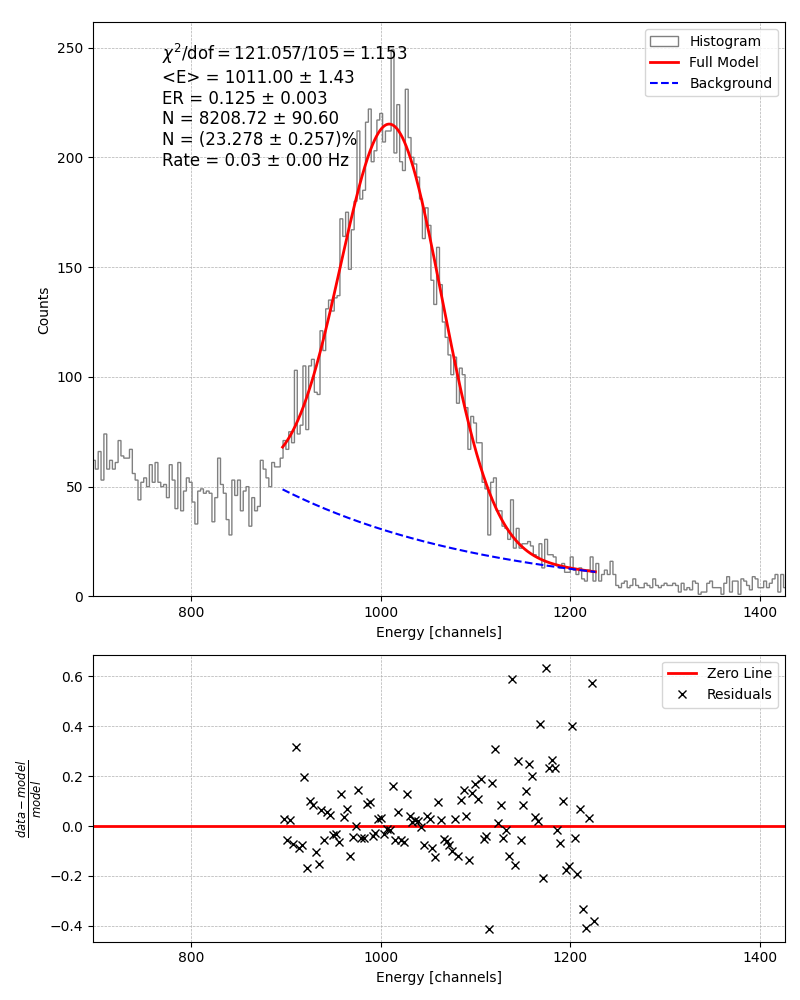 χ²/dof = 121.057/105 = 1.153
<E> = 1011.00 ± 1.43
ER = 0.125 ± 0.003
N = 8208.72 ± 90.60
N = (23.278 ± 0.257)%
Rate = 0.03 ± 0.00 Hz
Histogram
Full Model
Background
Counts
250
200
150
100
50
0
800
1000
1200
1400
Energy [channels]
Zero Line
Residuals
data − model
model
0.6
0.4
0.2
0.0
−0.2
−0.4
800
1000
1200
1400
Energy [channels]